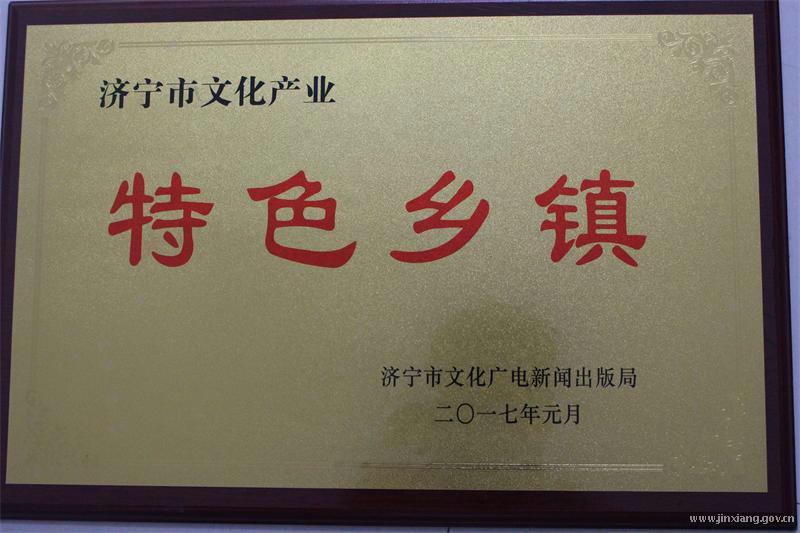 济宁市文化产业
特色乡镇
济宁市文化广电新闻出版局
二〇一七年元月
www.jinxiang.gov.cn